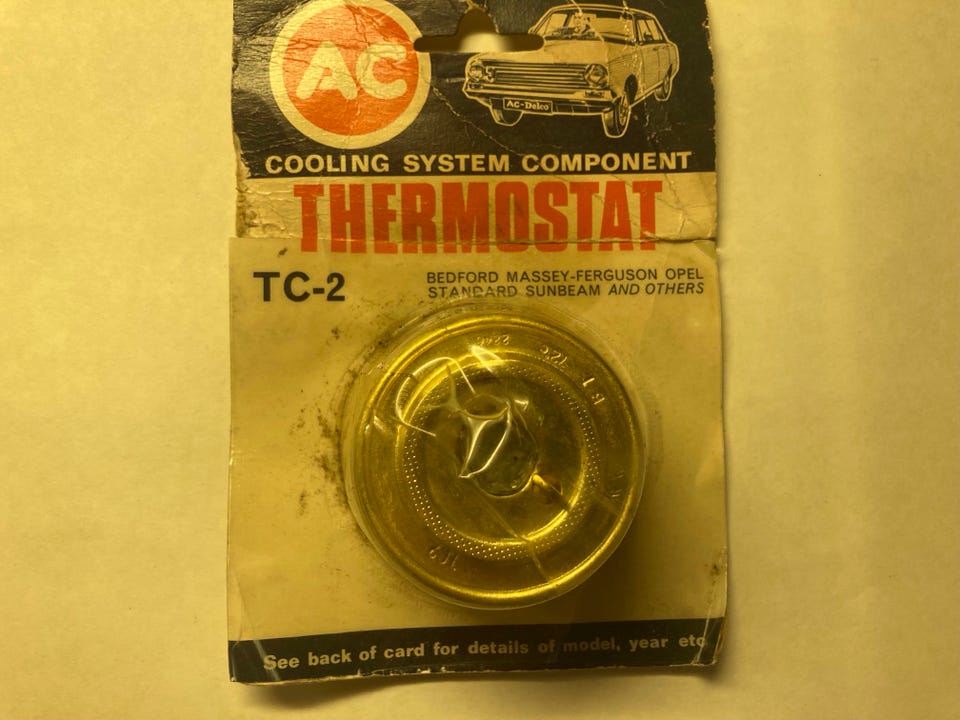 AC
AC-Delco
COOLING SYSTEM COMPONENT
THERMOSTAT
TC-2
BEDFORD MASSEY-FERGUSON OPEL
STANDARD SUNBEAM AND OTHERS
See back of card for details of model, year etc